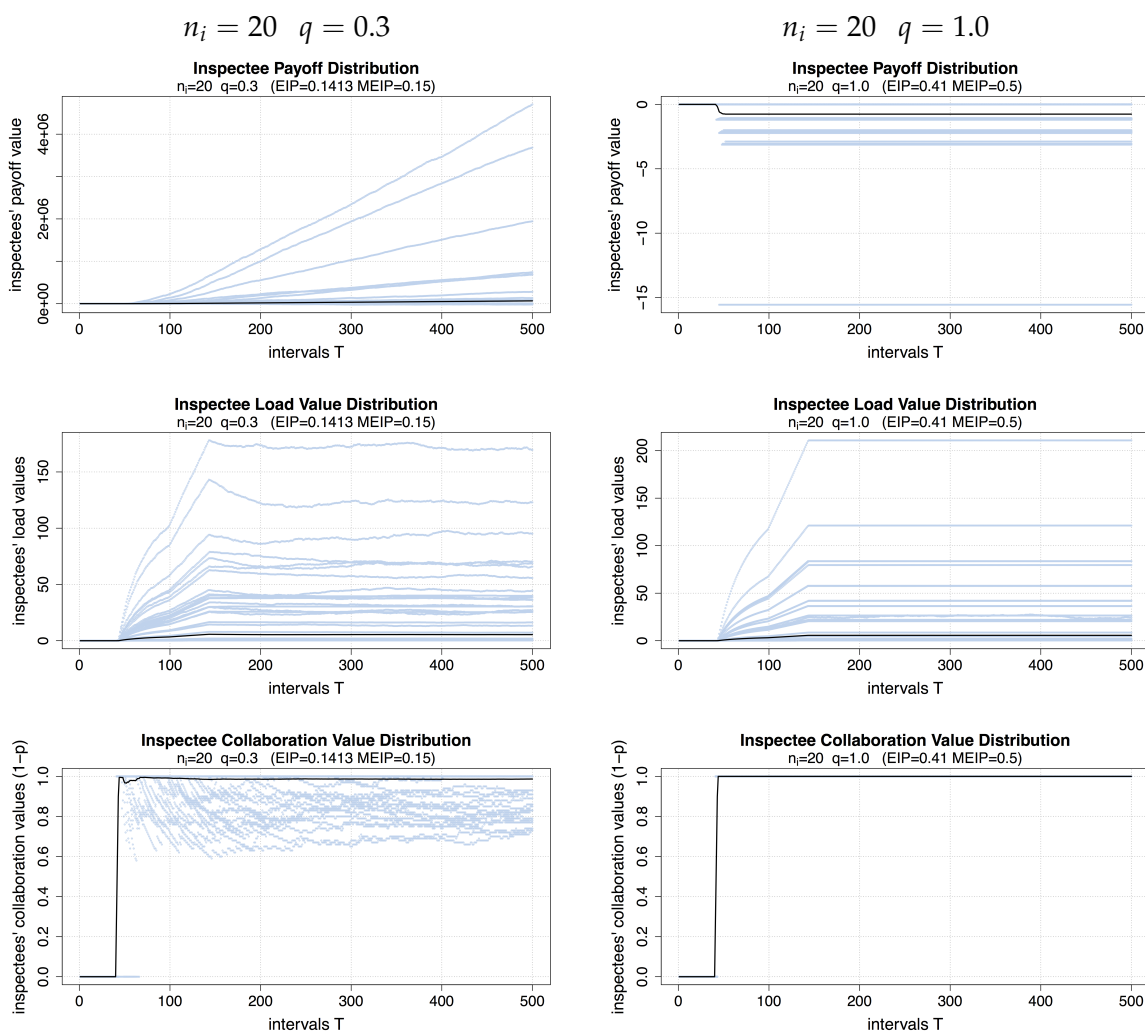 nᵢ = 20 q = 0.3
nᵢ = 20 q = 1.0
Inspectee Payoff Distribution
nᵢ=20 q=0.3 (EIP=0.1413 MEIP=0.15)
inspectees' payoff value
4e+06
2e+06
0e+00
0 100 200 300 400 500
intervals T
Inspectee Payoff Distribution
nᵢ=20 q=1.0 (EIP=0.41 MEIP=0.5)
inspectees' payoff value
0
−5
−10
−15
0 100 200 300 400 500
intervals T
Inspectee Load Value Distribution
nᵢ=20 q=0.3 (EIP=0.1413 MEIP=0.15)
inspectees' load values
150
100
50
0
0 100 200 300 400 500
intervals T
Inspectee Load Value Distribution
nᵢ=20 q=1.0 (EIP=0.41 MEIP=0.5)
inspectees' load values
200
150
100
50
0
0 100 200 300 400 500
intervals T
Inspectee Collaboration Value Distribution
nᵢ=20 q=0.3 (EIP=0.1413 MEIP=0.15)
inspectees' collaboration values (1−p)
1.0
0.8
0.6
0.4
0.2
0.0
0 100 200 300 400 500
intervals T
Inspectee Collaboration Value Distribution
nᵢ=20 q=1.0 (EIP=0.41 MEIP=0.5)
inspectees' collaboration values (1−p)
1.0
0.8
0.6
0.4
0.2
0.0
0 100 200 300 400 500
intervals T